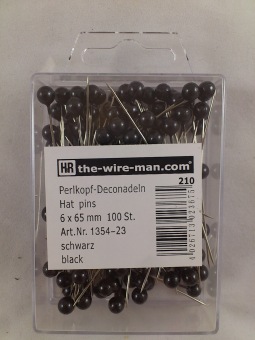 HR the-wire-man.com®
210
Perlkopf-Deconadeln
Hat pins
6 x 65 mm 100 St.
Art.Nr. 1354-23
schwarz
black
4026713023675